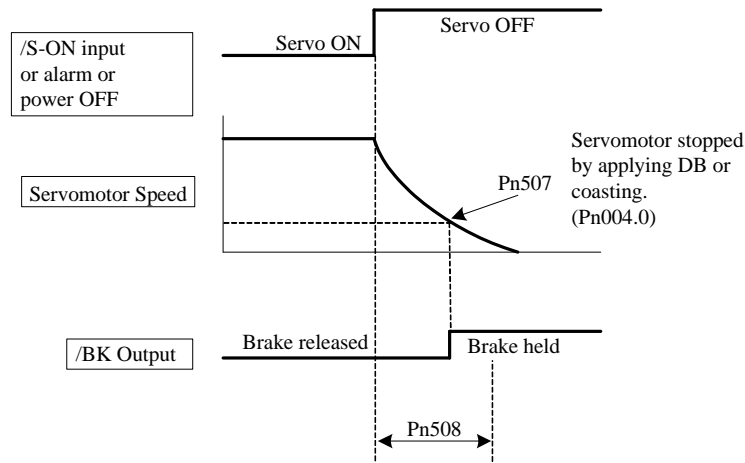 Servo OFF
Servo ON
/S-ON input
or alarm or
power OFF
Servomotor stopped
by applying DB or
coasting.
(Pn004.0)
Pn507
Servomotor Speed
Brake released
Brake held
/BK Output
Pn508